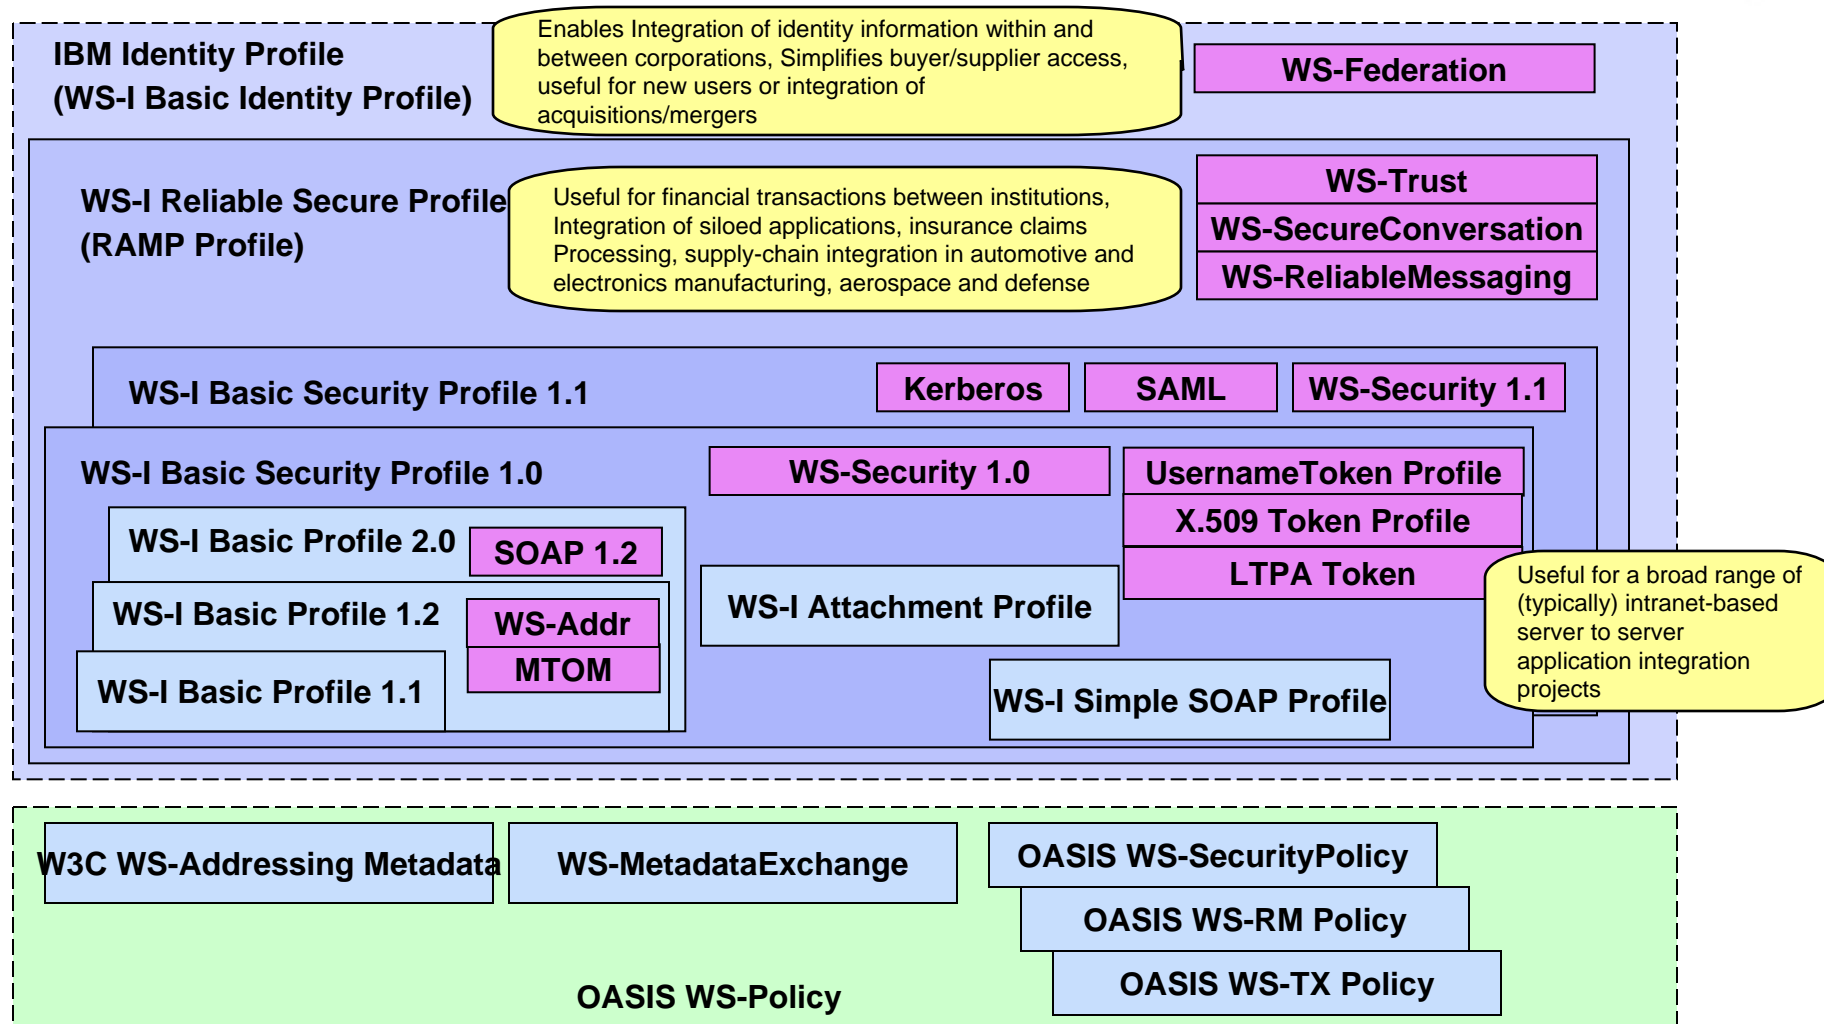 IBM Identity Profile
(WS-I Basic Identity Profile)
Enables Integration of identity information within and
between corporations, Simplifies buyer/supplier access,
useful for new users or integration of
acquisitions/mergers
WS-Federation
WS-I Reliable Secure Profile
(RAMP Profile)
Useful for financial transactions between institutions,
Integration of siloed applications, insurance claims
Processing, supply-chain integration in automotive and
electronics manufacturing, aerospace and defense
WS-Trust
WS-SecureConversation
WS-ReliableMessaging
WS-I Basic Security Profile 1.1
Kerberos
SAML
WS-Security 1.1
WS-I Basic Security Profile 1.0
WS-Security 1.0
UsernameToken Profile
X.509 Token Profile
LTPA Token
WS-I Basic Profile 2.0
SOAP 1.2
WS-I Basic Profile 1.2
WS-Addr
MTOM
WS-I Basic Profile 1.1
WS-I Attachment Profile
WS-I Simple SOAP Profile
Useful for a broad range of
(typically) intranet-based
server to server
application integration
projects
W3C WS-Addressing Metadata
WS-MetadataExchange
OASIS WS-SecurityPolicy
OASIS WS-RM Policy
OASIS WS-TX Policy
OASIS WS-Policy